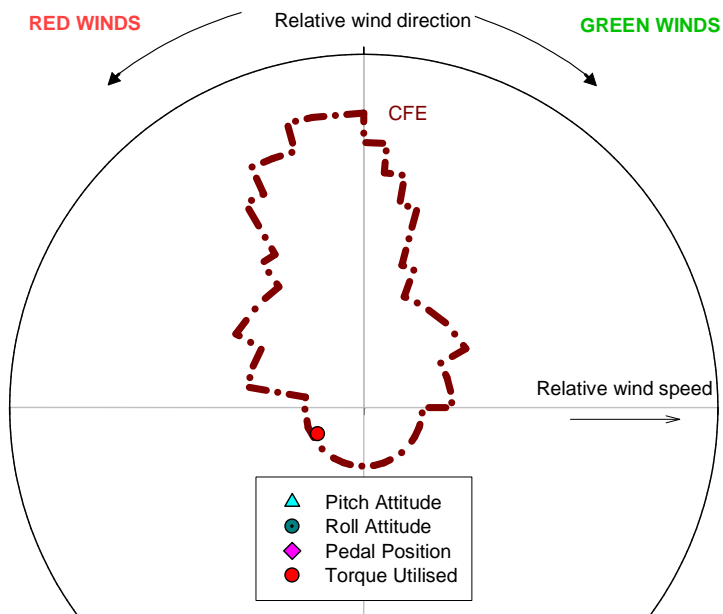 RED WINDS
Relative wind direction
GREEN WINDS
CFE
Relative wind speed
Pitch Attitude
Roll Attitude
Pedal Position
Torque Utilised